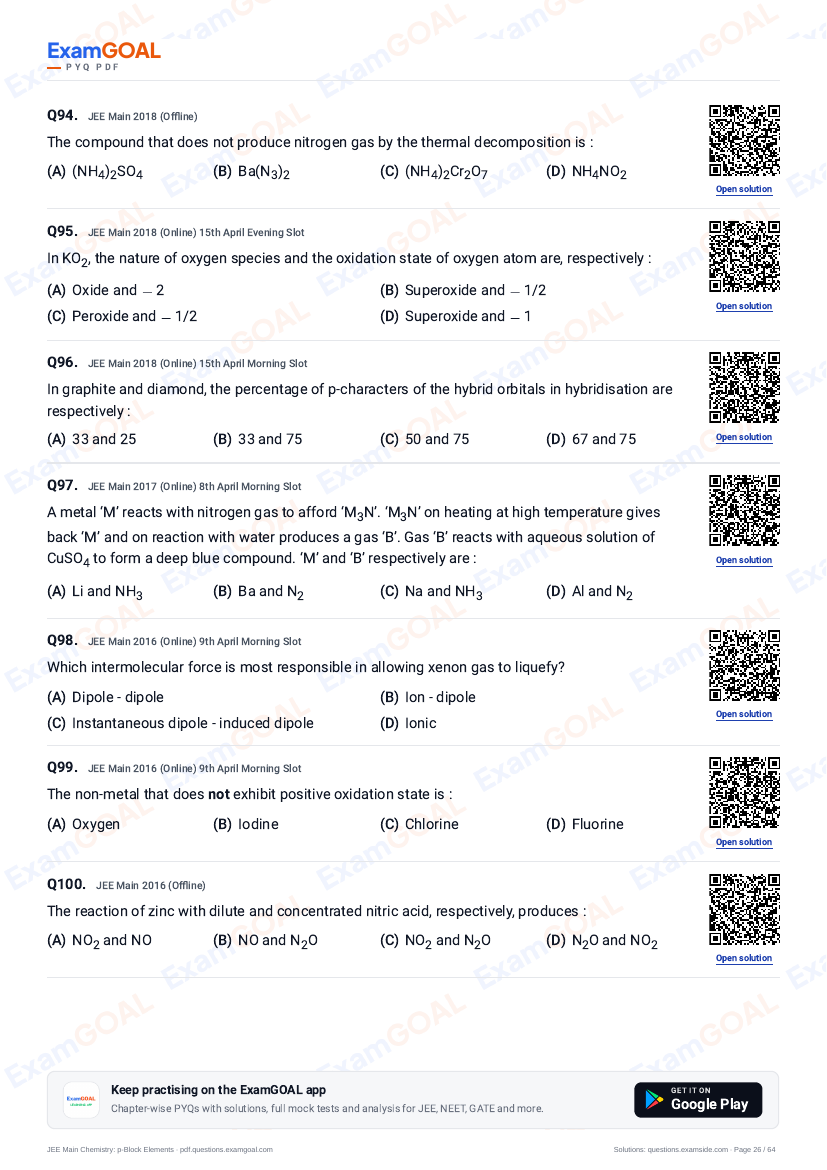 ExamGOAL
PYQ PDF
Q94. JEE Main 2018 (Offline)
The compound that does not produce nitrogen gas by the thermal decomposition is :
(A) (NH₄)₂SO₄ (B) Ba(N₃)₂ (C) (NH₄)₂Cr₂O₇ (D) NH₄NO₂
Open solution
Q95. JEE Main 2018 (Online) 15th April Evening Slot
In KO₂, the nature of oxygen species and the oxidation state of oxygen atom are, respectively :
(A) Oxide and − 2 (B) Superoxide and − 1/2
(C) Peroxide and − 1/2 (D) Superoxide and − 1
Open solution
Q96. JEE Main 2018 (Online) 15th April Morning Slot
In graphite and diamond, the percentage of p-characters of the hybrid orbitals in hybridisation are
respectively :
(A) 33 and 25 (B) 33 and 75 (C) 50 and 75 (D) 67 and 75
Open solution
Q97. JEE Main 2017 (Online) 8th April Morning Slot
A metal ‘M’ reacts with nitrogen gas to afford ‘M₃N’. ‘M₃N’ on heating at high temperature gives
back ‘M’ and on reaction with water produces a gas ‘B’. Gas ‘B’ reacts with aqueous solution of
CuSO₄ to form a deep blue compound. ‘M’ and ‘B’ respectively are :
(A) Li and NH₃ (B) Ba and N₂ (C) Na and NH₃ (D) Al and N₂
Open solution
Q98. JEE Main 2016 (Online) 9th April Morning Slot
Which intermolecular force is most responsible in allowing xenon gas to liquefy?
(A) Dipole - dipole (B) Ion - dipole
(C) Instantaneous dipole - induced dipole (D) Ionic
Open solution
Q99. JEE Main 2016 (Online) 9th April Morning Slot
The non-metal that does not exhibit positive oxidation state is :
(A) Oxygen (B) Iodine (C) Chlorine (D) Fluorine
Open solution
Q100. JEE Main 2016 (Offline)
The reaction of zinc with dilute and concentrated nitric acid, respectively, produces :
(A) NO₂ and NO (B) NO and N₂O (C) NO₂ and N₂O (D) N₂O and NO₂
Open solution
ExamGOAL
Keep practising on the ExamGOAL app
Chapter-wise PYQs with solutions, full mock tests and analysis for JEE, NEET, GATE and more.
GET IT ON
Google Play
JEE Main Chemistry: p-Block Elements · pdf.questions.examgoal.com
Solutions: questions.examside.com · Page 26 / 64